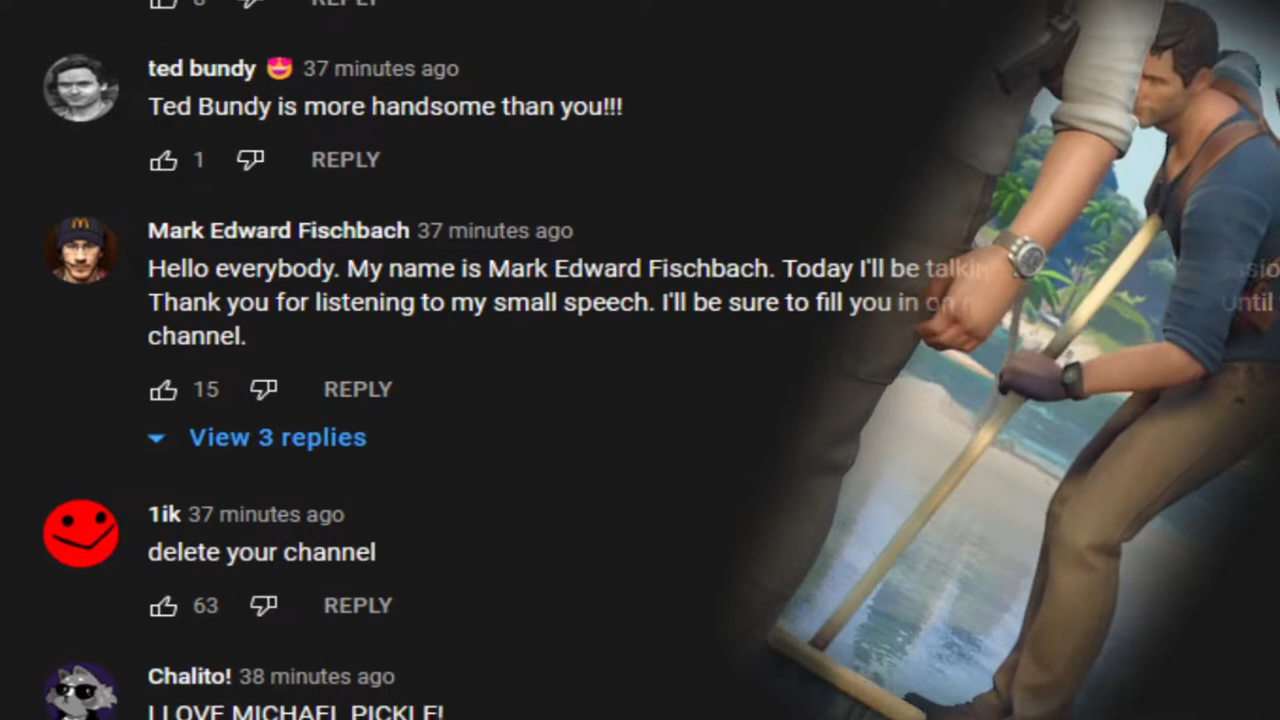 3 REPLY
ted bundy 😍 37 minutes ago
Ted Bundy is more handsome than you!!!
1 REPLY
Mark Edward Fischbach 37 minutes ago
Hello everybody. My name is Mark Edward Fischbach. Today I'll be
Thank you for listening to my small speech. I'll be sure to fill you in on until
channel.
15 REPLY
View 3 replies
1ik 37 minutes ago
delete your channel
63 REPLY
Chalito! 38 minutes ago
I LOVE MICHAEL PICKLE!